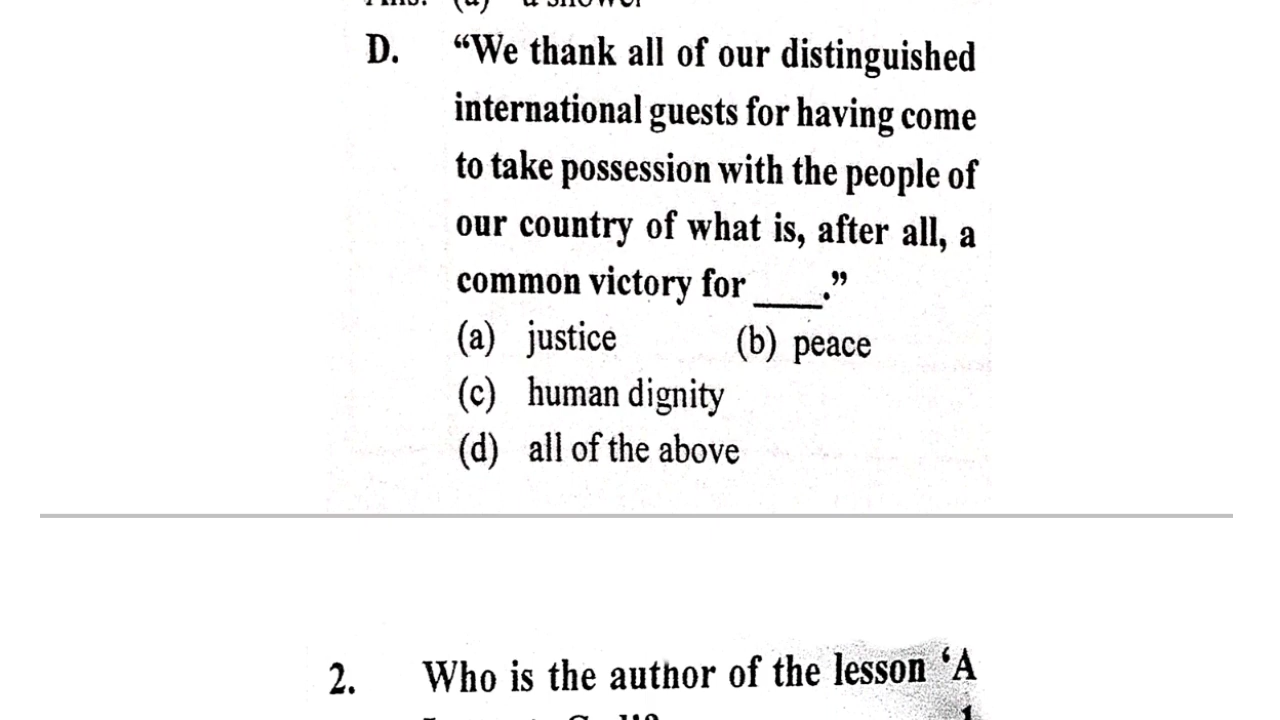 D. “We thank all of our distinguished
international guests for having come
to take possession with the people of
our country of what is, after all, a
common victory for ____.”
(a) justice (b) peace
(c) human dignity
(d) all of the above
2. Who is the author of the lesson ‘A